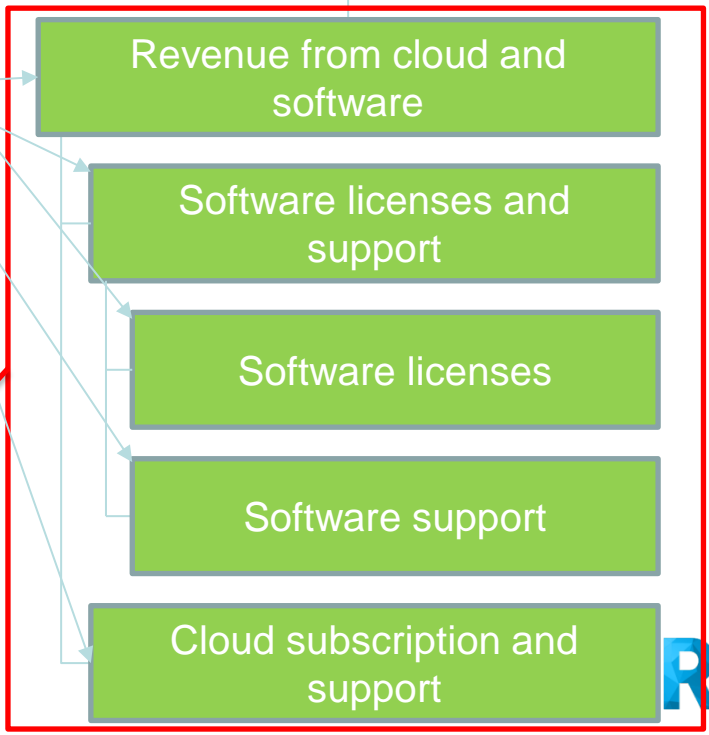 Revenue from cloud and
software
Software licenses and
support
Software licenses
Software support
Cloud subscription and
support
R